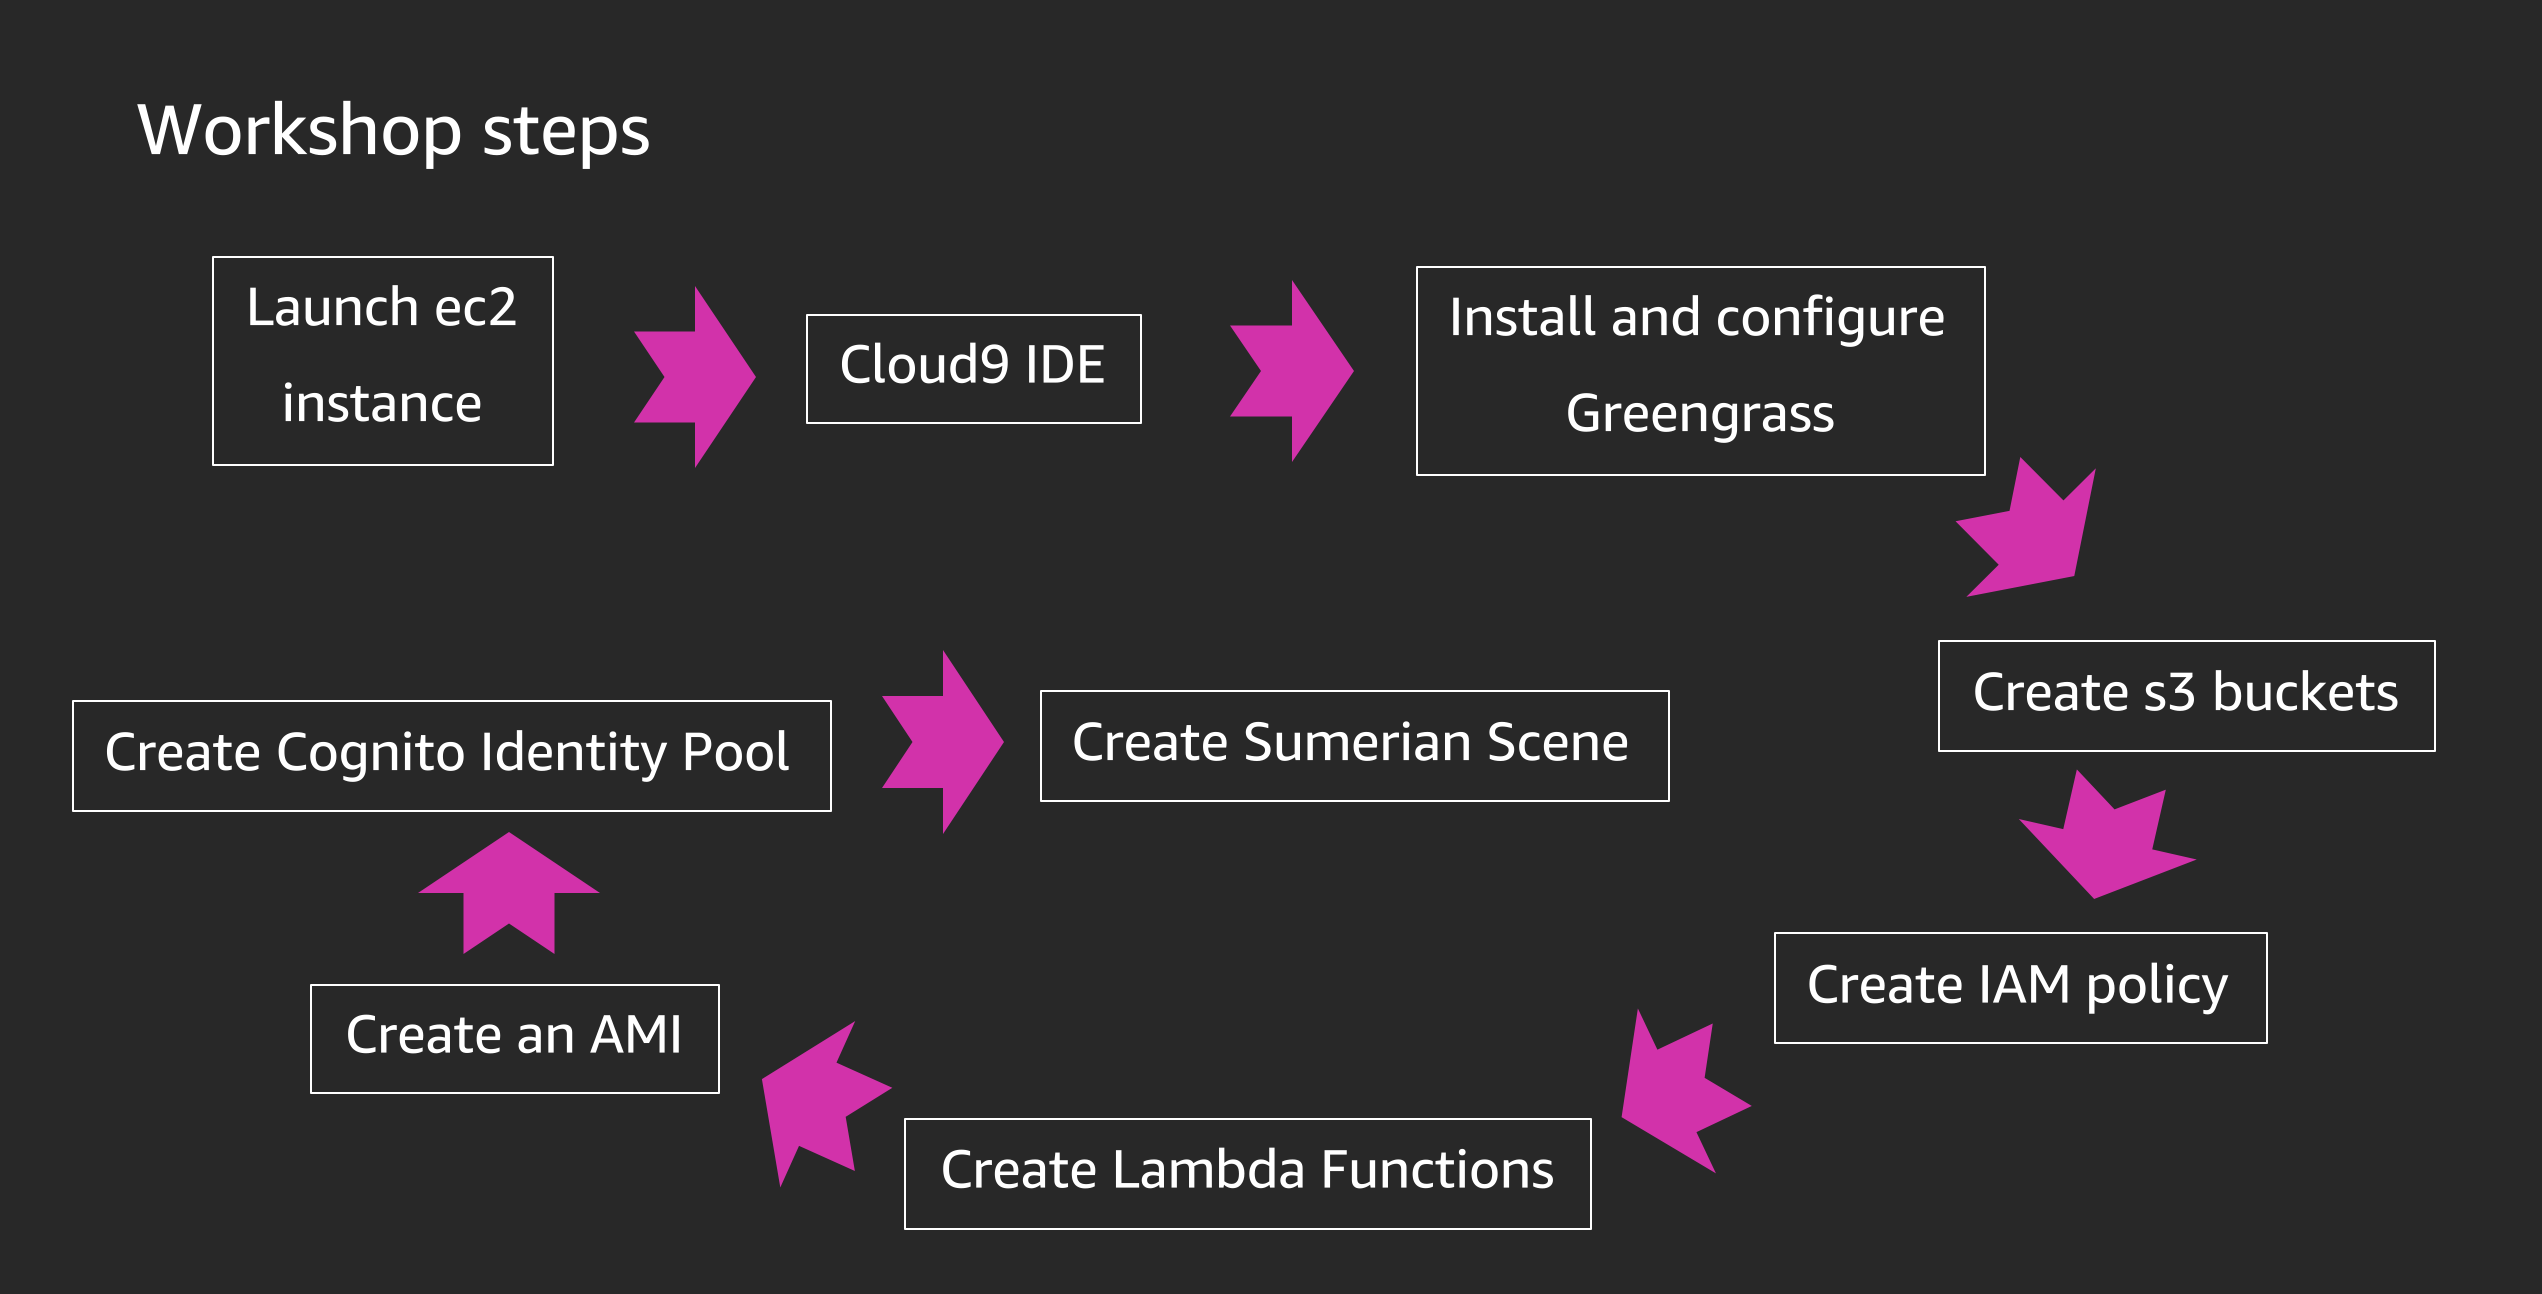 Workshop steps
Launch ec2
instance
Cloud9 IDE
Install and configure
Greengrass
Create s3 buckets
Create IAM policy
Create Lambda Functions
Create an AMI
Create Cognito Identity Pool
Create Sumerian Scene